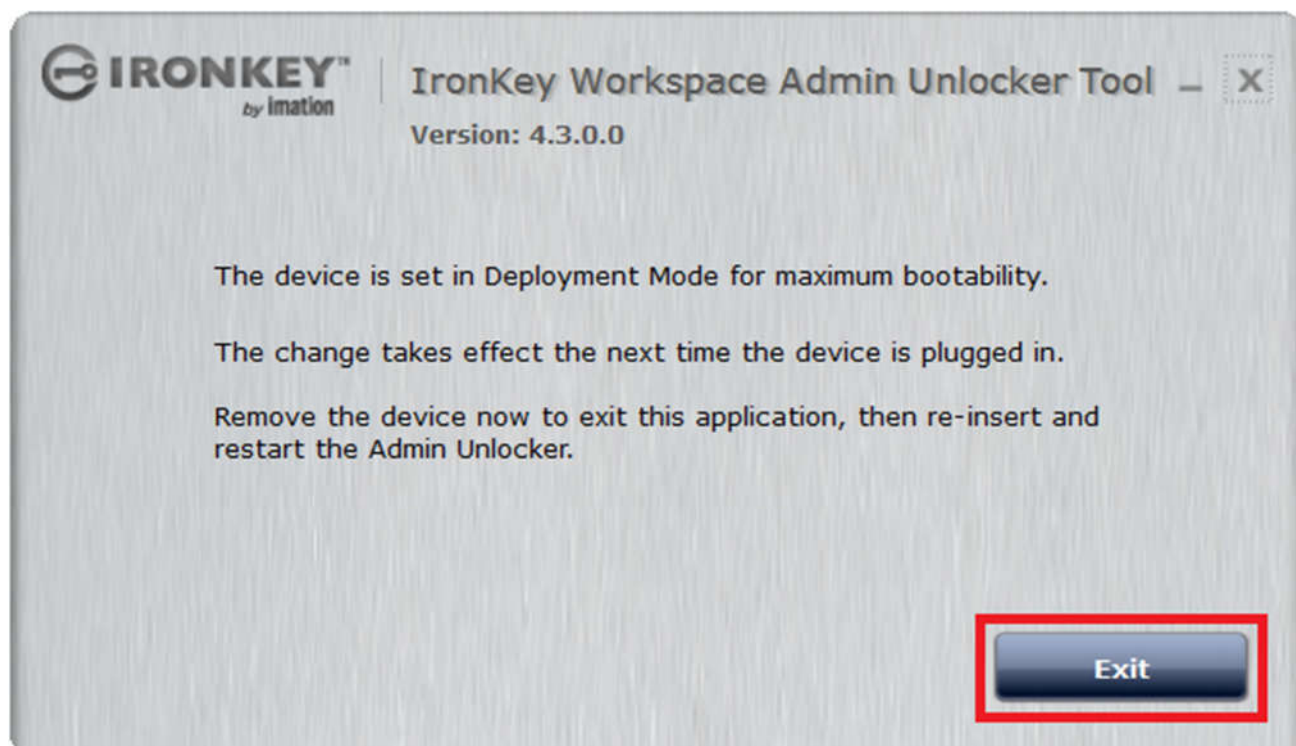 IRONKEY™
by imation
IronKey Workspace Admin Unlocker Tool
Version: 4.3.0.0
The device is set in Deployment Mode for maximum bootability.
The change takes effect the next time the device is plugged in.
Remove the device now to exit this application, then re-insert and
restart the Admin Unlocker.
Exit